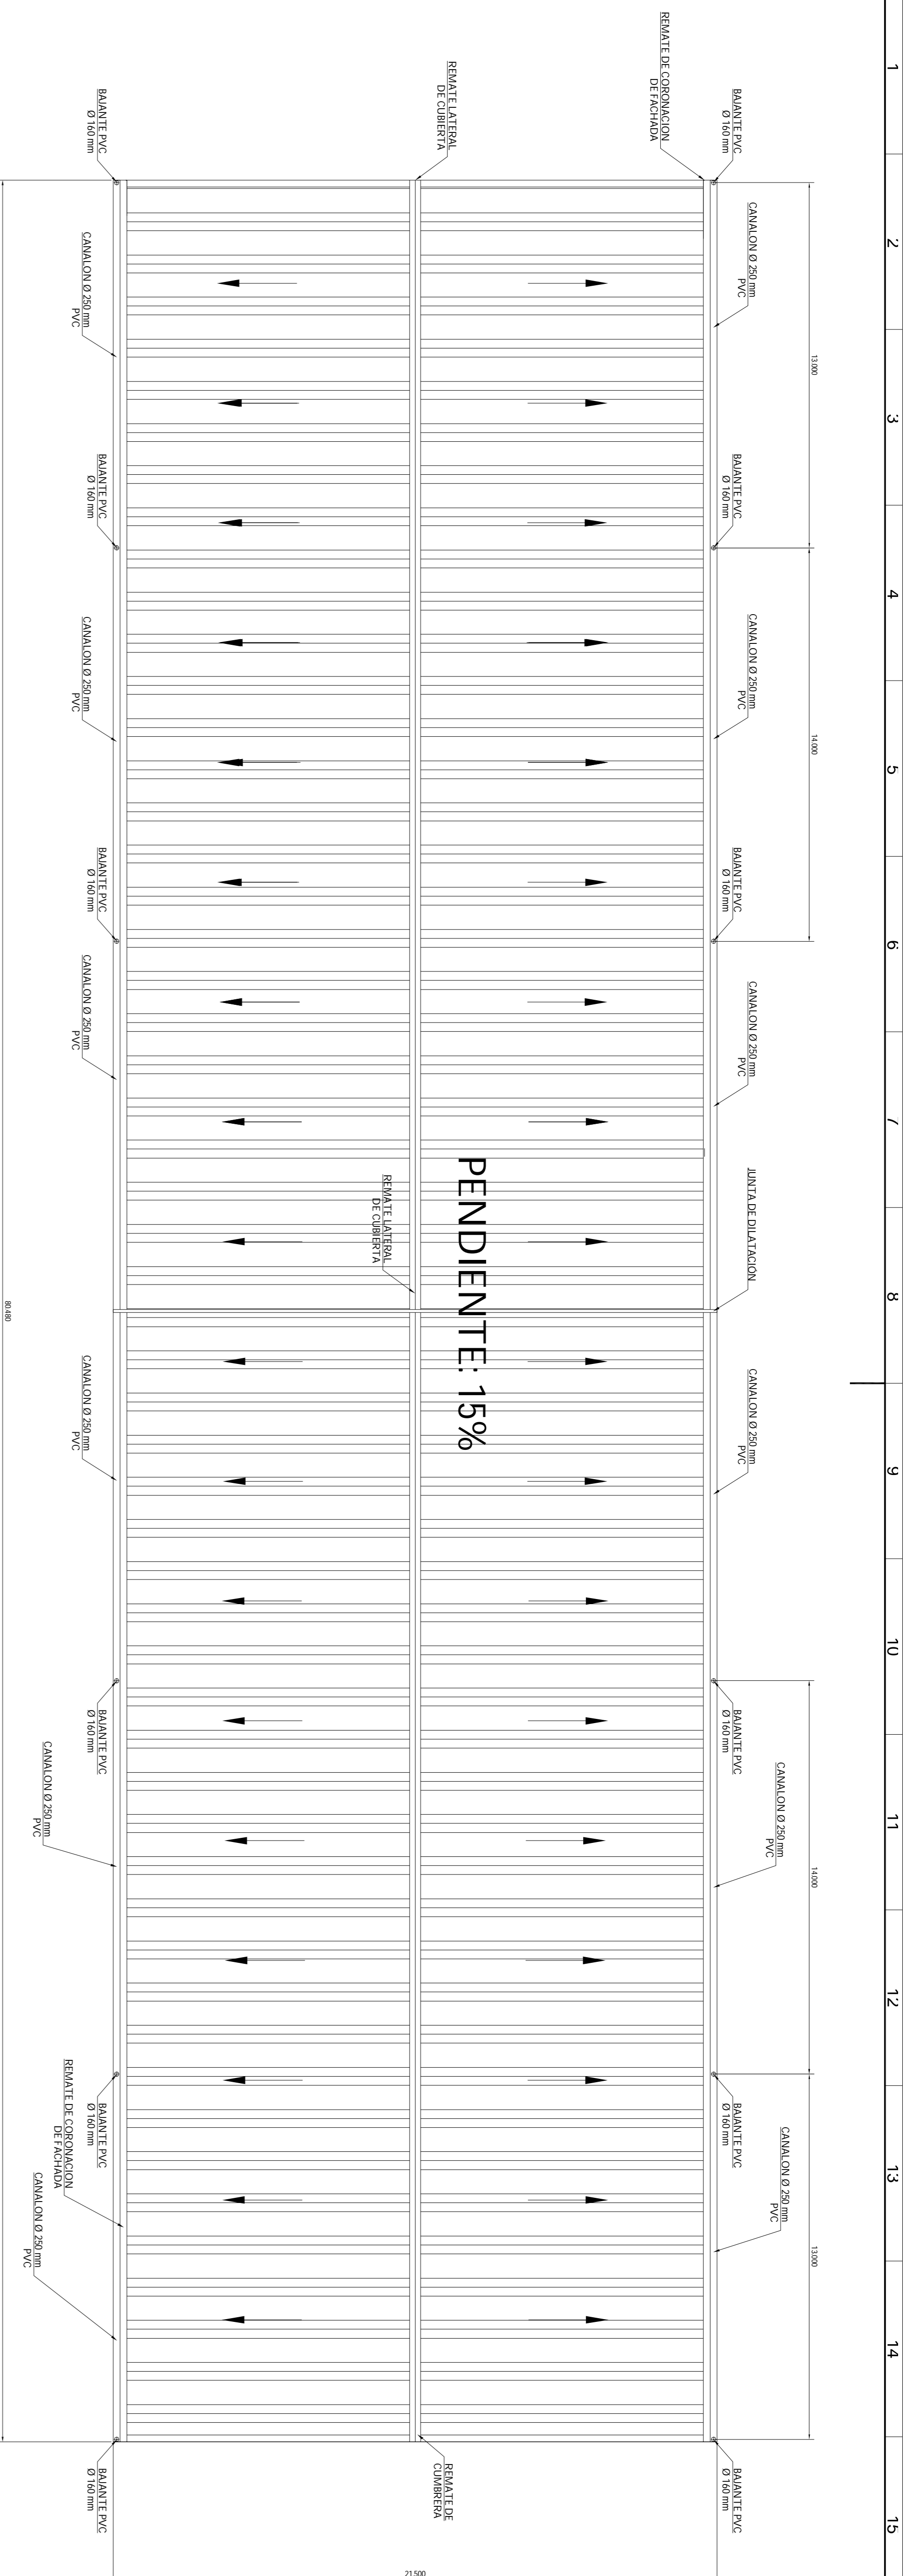 1
2
3
4
5
6
7
8
9
10
11
12
13
14
15
13.000
14.000
14.000
13.000
CANALON Ø 250 mm
PVC
CANALON Ø 250 mm
PVC
CANALON Ø 250 mm
PVC
JUNTA DE DILATACIÓN
CANALON Ø 250 mm
PVC
CANALON Ø 250 mm
PVC
CANALON Ø 250 mm
PVC
BAJANTE PVC
Ø 160 mm
BAJANTE PVC
Ø 160 mm
BAJANTE PVC
Ø 160 mm
BAJANTE PVC
Ø 160 mm
BAJANTE PVC
Ø 160 mm
BAJANTE PVC
Ø 160 mm
REMATE DE CORONACION
DE FACHADA
PENDIENTE: 15%
REMATE LATERAL
DE CUBIERTA
REMATE DE
CUMBRERA
21.500
REMATE LATERAL
DE CUBIERTA
BAJANTE PVC
Ø 160 mm
BAJANTE PVC
Ø 160 mm
BAJANTE PVC
Ø 160 mm
BAJANTE PVC
Ø 160 mm
BAJANTE PVC
Ø 160 mm
BAJANTE PVC
Ø 160 mm
CANALON Ø 250 mm
PVC
CANALON Ø 250 mm
PVC
CANALON Ø 250 mm
PVC
CANALON Ø 250 mm
PVC
REMATE DE CORONACION
DE FACHADA
CANALON Ø 250 mm
PVC
CANALON Ø 250 mm
PVC
80.480